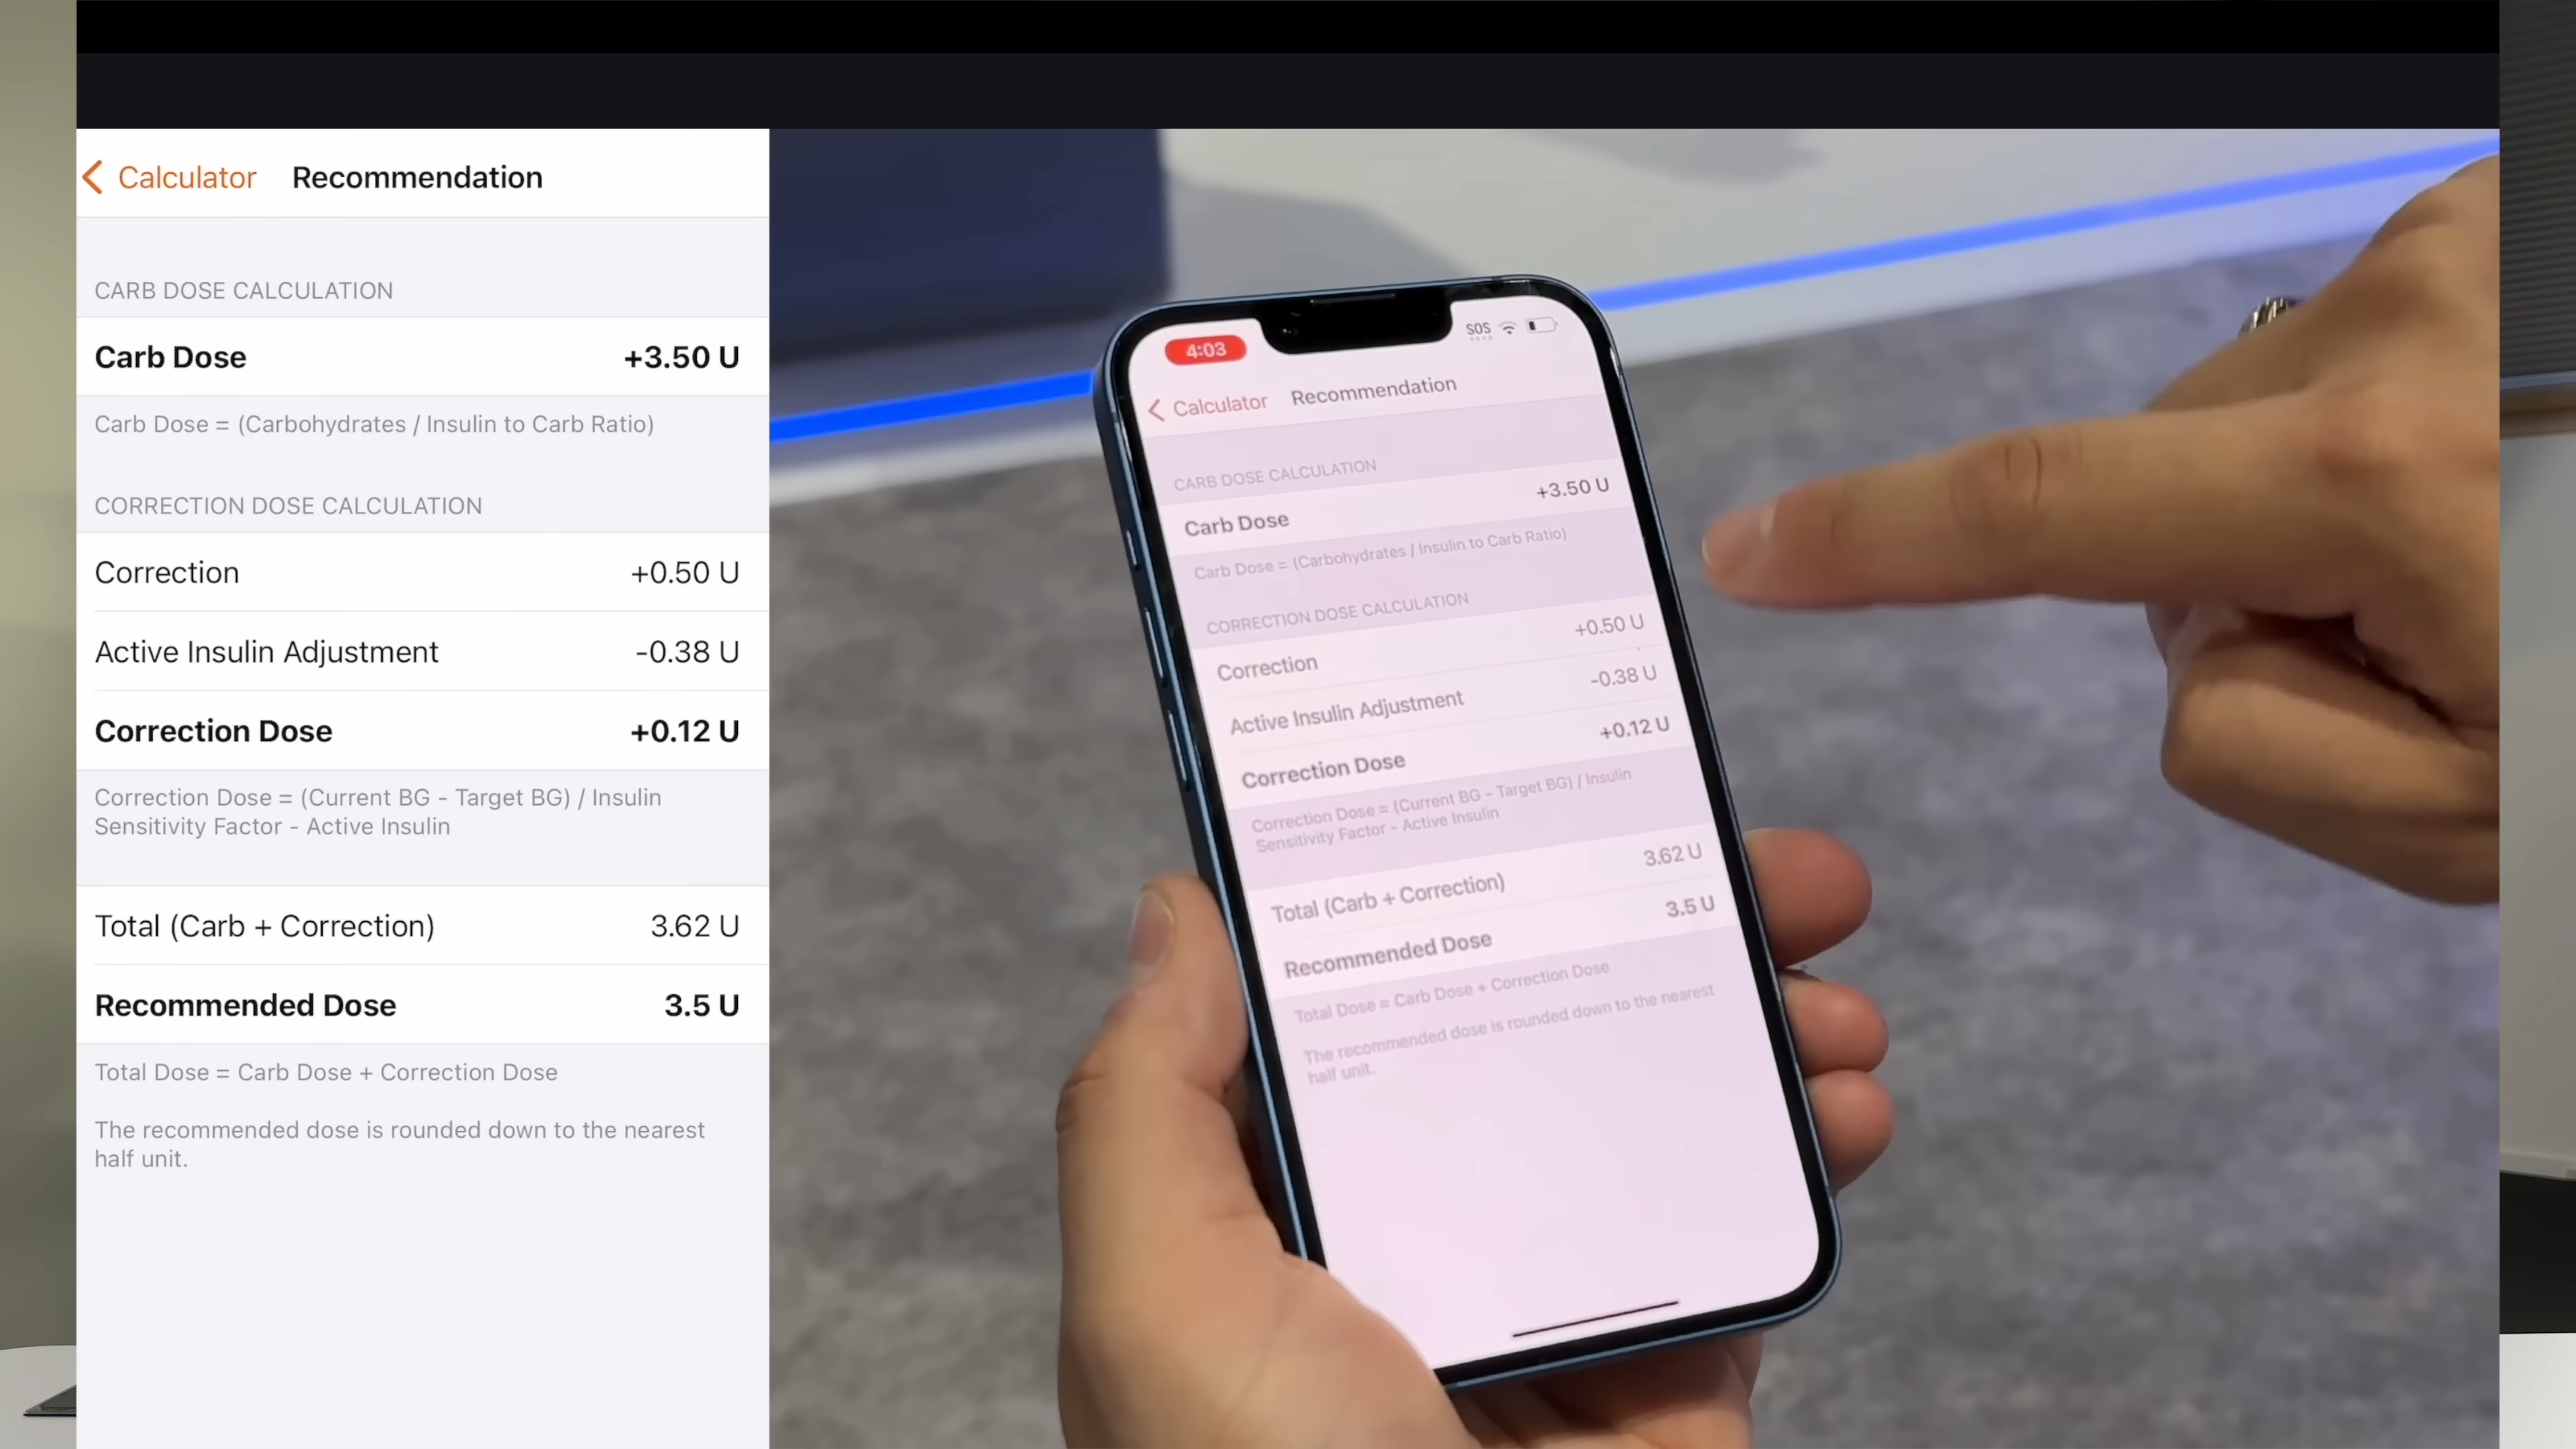 Calculator Recommendation
CARB DOSE CALCULATION
Carb Dose +3.50 U
Carb Dose = (Carbohydrates / Insulin to Carb Ratio)
CORRECTION DOSE CALCULATION
Correction +0.50 U
Active Insulin Adjustment -0.38 U
Correction Dose +0.12 U
Correction Dose = (Current BG - Target BG) / Insulin
Sensitivity Factor - Active Insulin
Total (Carb + Correction) 3.62 U
Recommended Dose 3.5 U
Total Dose = Carb Dose + Correction Dose
The recommended dose is rounded down to the nearest
half unit.
4:03 SOS
Calculator Recommendation
CARB DOSE CALCULATION
Carb Dose +3.50 U
Carb Dose = (Carbohydrates / Insulin to Carb Ratio)
CORRECTION DOSE CALCULATION
Correction +0.50 U
Active Insulin Adjustment -0.38 U
Correction Dose +0.12 U
Correction Dose = (Current BG - Target BG) / Insulin
Sensitivity Factor - Active Insulin
Total (Carb + Correction) 3.62 U
Recommended Dose 3.5 U
Total Dose = Carb Dose + Correction Dose
The recommended dose is rounded down to the nearest
half unit.